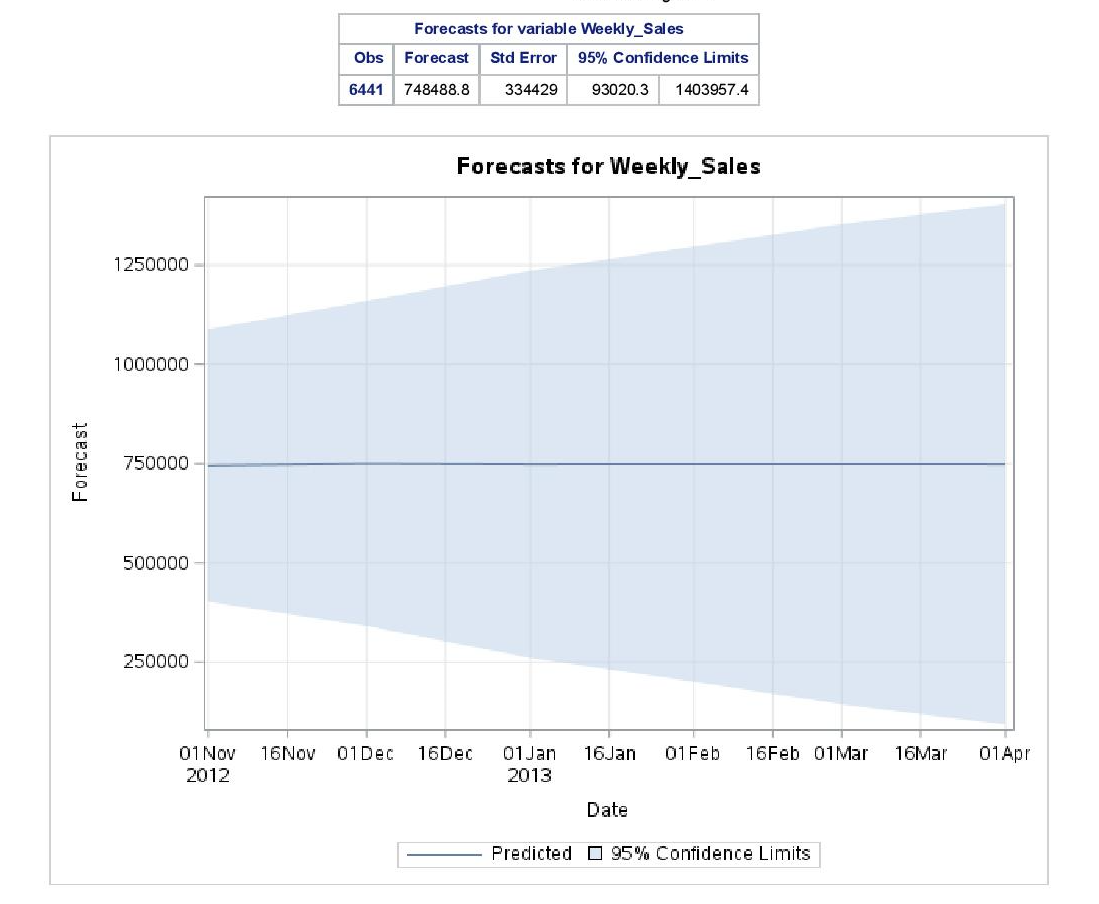 Forecasts for variable Weekly_Sales
Obs Forecast Std Error 95% Confidence Limits
6441 748488.8 334429 93020.3 1403957.4
Forecasts for Weekly_Sales
1250000
1000000
750000
500000
250000
Forecast
01Nov 16Nov 01Dec 16Dec 01Jan 16Jan 01Feb 16Feb 01Mar 16Mar 01Apr
2012 2013
Date
Predicted 95% Confidence Limits